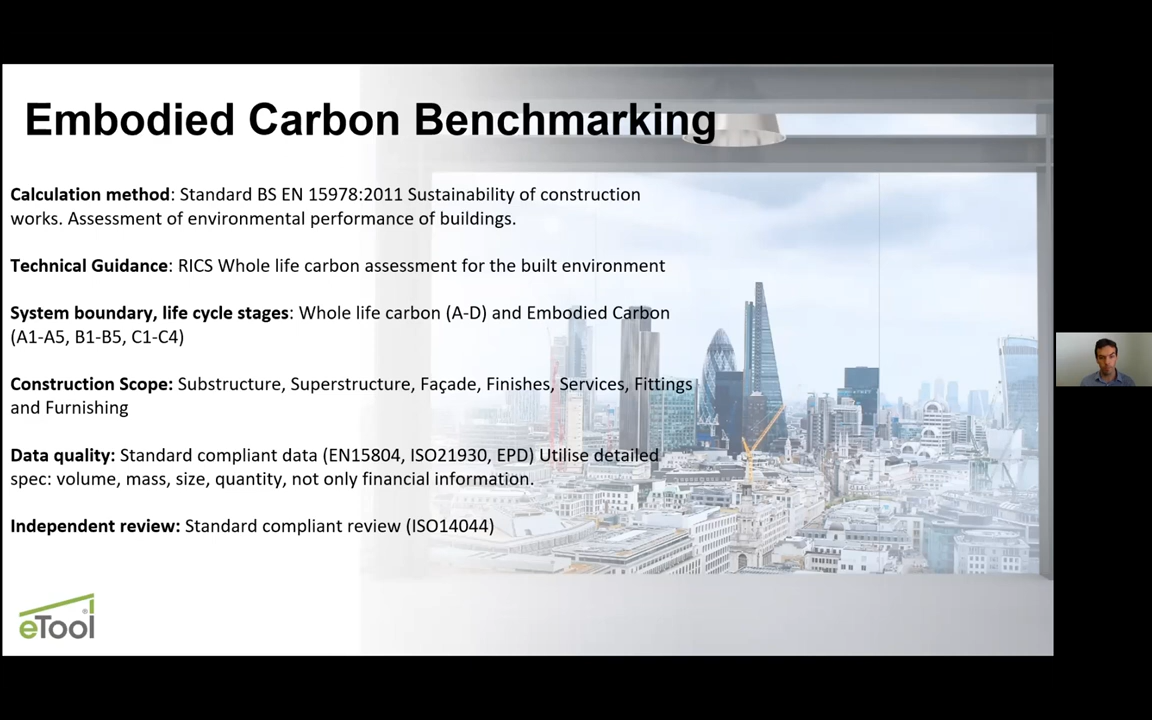 Embodied Carbon Benchmarking
Calculation method: Standard BS EN 15978:2011 Sustainability of construction
works. Assessment of environmental performance of buildings.
Technical Guidance: RICS Whole life carbon assessment for the built environment
System boundary, life cycle stages: Whole life carbon (A-D) and Embodied Carbon
(A1-A5, B1-B5, C1-C4)
Construction Scope: Substructure, Superstructure, Façade, Finishes, Services, Fittings
and Furnishing
Data quality: Standard compliant data (EN15804, ISO21930, EPD) Utilise detailed
spec: volume, mass, size, quantity, not only financial information.
Independent review: Standard compliant review (ISO14044)
eTool®